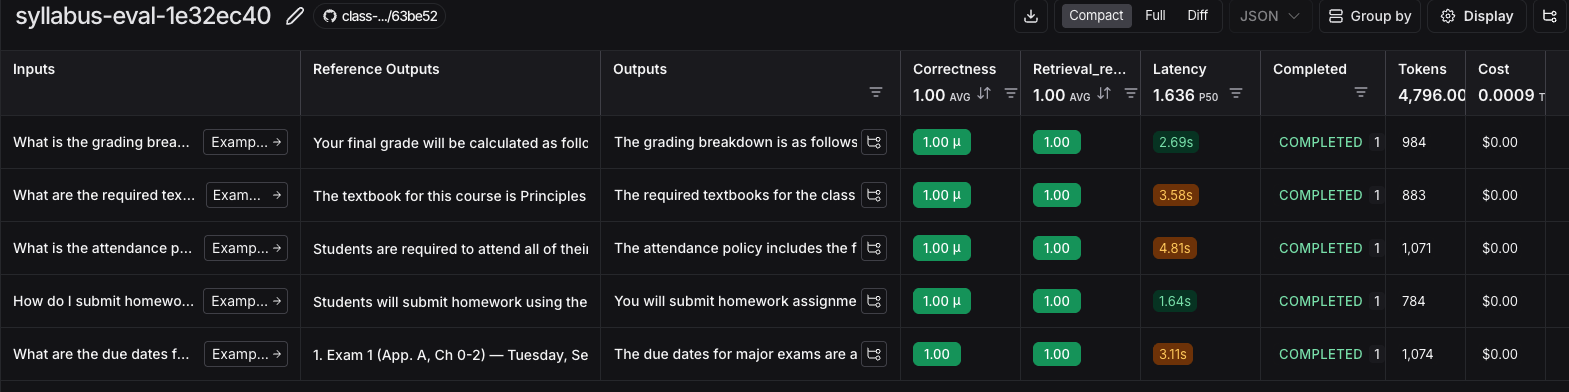 syllabus-eval-1e32ec40 class-.../63be52 Compact Full Diff JSON Group by Display
Inputs Reference Outputs Outputs Correctness Retrieval_re... Latency Completed Tokens Cost
1.00 AVG 1.00 AVG 1.636 P50 4,796.00 0.0009 T
What is the grading brea... Examp... → Your final grade will be calculated as follo The grading breakdown is as follows 1.00 μ 1.00 2.69s COMPLETED 1 984 $0.00
What are the required tex... Exam... → The textbook for this course is Principles The required textbooks for the class 1.00 μ 1.00 3.58s COMPLETED 1 883 $0.00
What is the attendance p... Examp... → Students are required to attend all of their The attendance policy includes the f 1.00 μ 1.00 4.81s COMPLETED 1 1,071 $0.00
How do I submit homewo... Examp... → Students will submit homework using the You will submit homework assignme 1.00 μ 1.00 1.64s COMPLETED 1 784 $0.00
What are the due dates f... Examp... → 1. Exam 1 (App. A, Ch 0-2) — Tuesday, Se The due dates for major exams are a 1.00 1.00 3.11s COMPLETED 1 1,074 $0.00